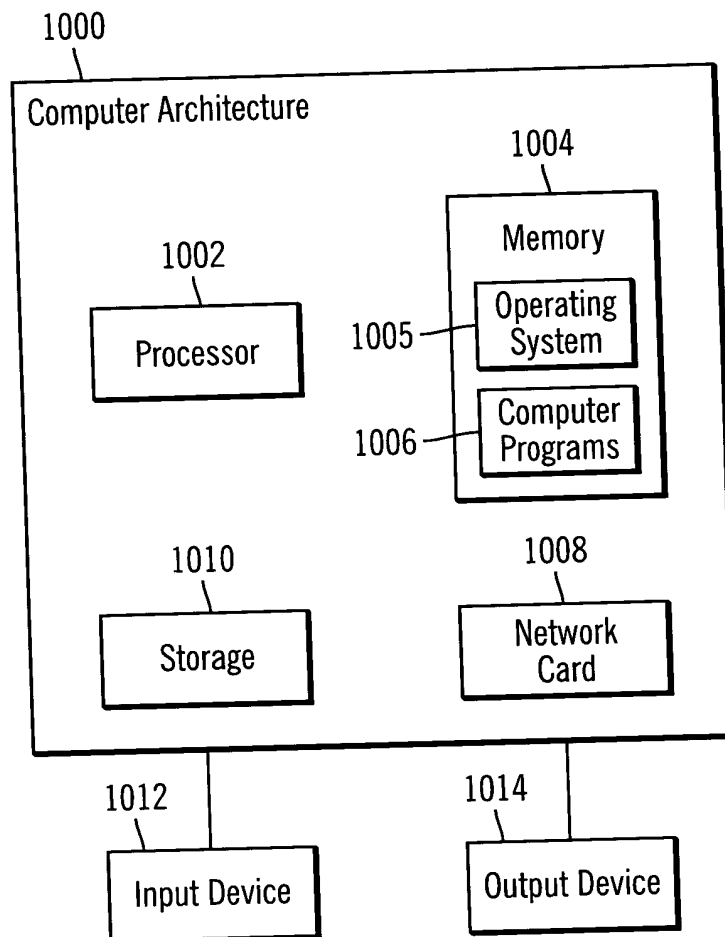 1000
Computer Architecture
1004
Memory
1002
Processor
1005
Operating
System
1006
Computer
Programs
1010
Storage
1008
Network
Card
1012
Input Device
1014
Output Device